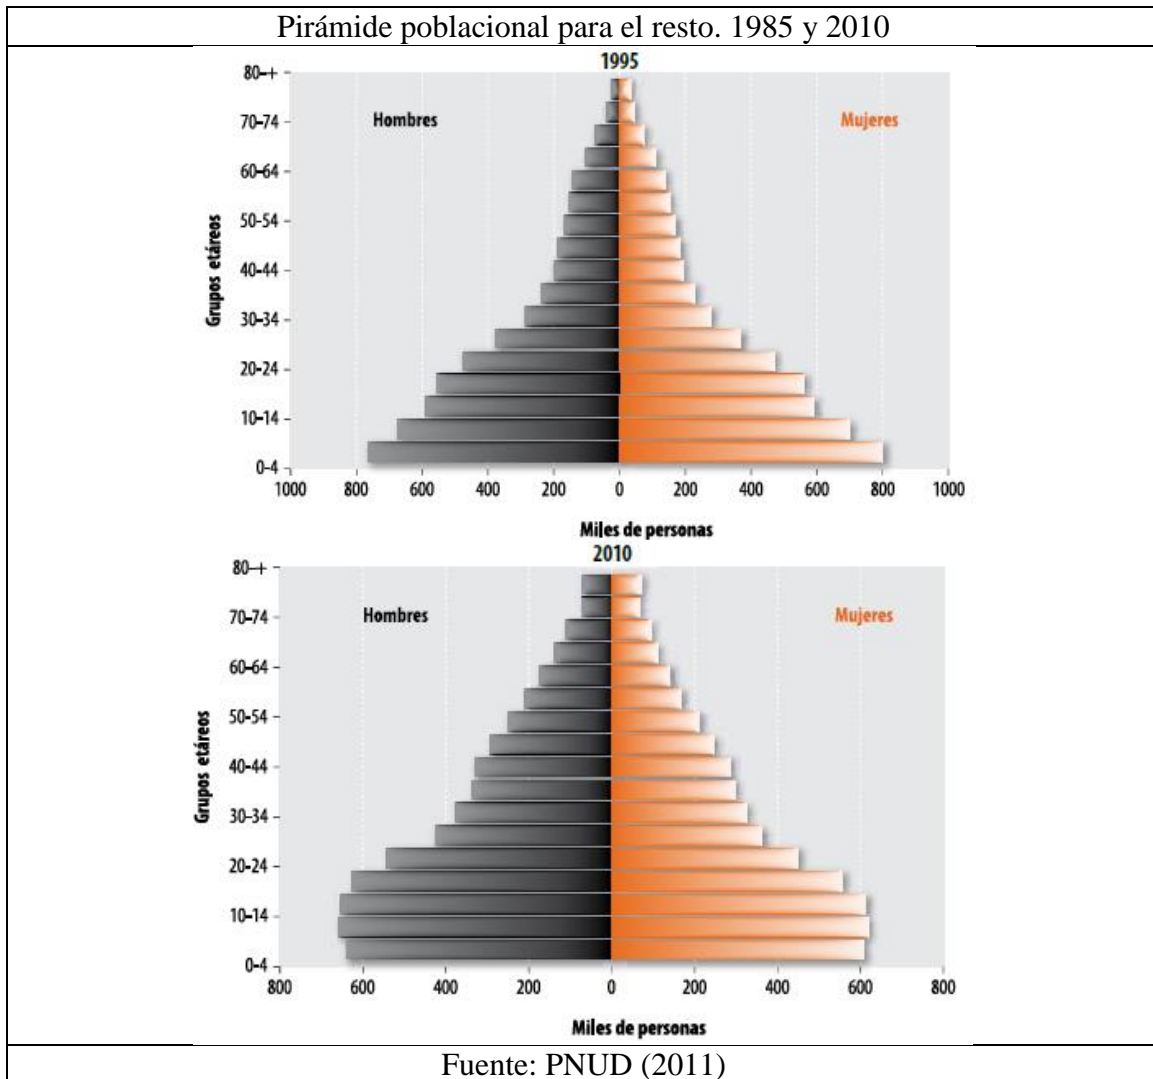 Pirámide poblacional para el resto. 1985 y 2010
1995
80-+
70-74
60-64
50-54
40-44
30-34
20-24
10-14
0-4
Grupos etáreos
Hombres
Mujeres
1000 800 600 400 200 0 200 400 600 800 1000
Miles de personas
2010
80-+
70-74
60-64
50-54
40-44
30-34
20-24
10-14
0-4
Grupos etáreos
Hombres
Mujeres
800 600 400 200 0 200 400 600 800
Miles de personas
Fuente: PNUD (2011)